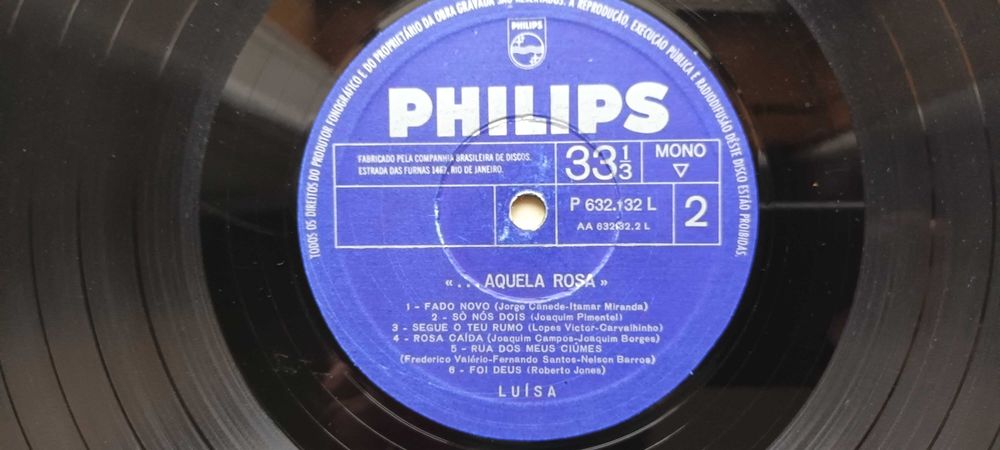 TODOS OS DIREITOS DO PRODUTOR FONOGRÁFICO E DO PROPRIETÁRIO DA OBRA GRAVADA SÃO RESERVADOS. A REPRODUÇÃO, EXECUÇÃO PÚBLICA E RADIODIFUSÃO DÊSTE DISCO ESTÃO PROIBIDAS.
PHILIPS
PHILIPS
FABRICADO PELA COMPANHIA BRASILEIRA DE DISCOS.
ESTRADA DAS FURNAS 1467, RIO DE JANEIRO.
33 1/3
MONO
P 632.132 L
AA 632132.2 L
2
«...AQUELA ROSA»
1 - FADO NOVO (Jorge Canede-Itamar Miranda)
2 - SÒ NÓS DOIS (Joaquim Pimentel)
3 - SEGUE O TEU RUMO (Lopes Victor-Carvalhinho)
4 - ROSA CAÍDA (Joaquim Campos-Joaquim Borges)
5 - RUA DOS MEUS CIÚMES
(Frederico Valério-Fernando Santos-Nelson Barros)
6 - FOI DEUS (Roberto Jones)
LUÍSA